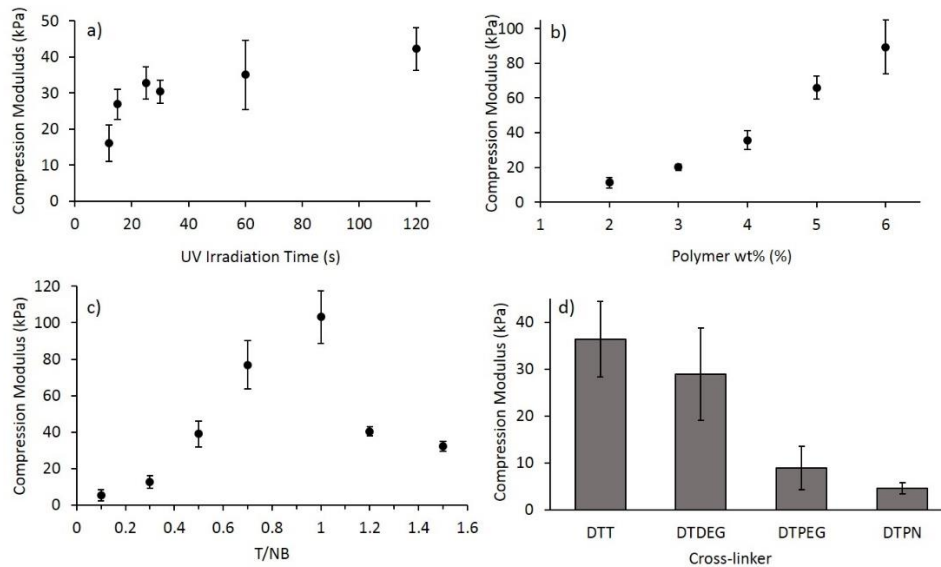 a)
Compression Moduluds (kPa)
50
40
30
20
10
0
0 20 40 60 80 100 120
UV Irradiation Time (s)
b)
Compression Modulus (kPa)
100
80
60
40
20
0
1 2 3 4 5 6
Polymer wt% (%)
c)
Compression Modulus (kPa)
120
100
80
60
40
20
0
0 0.2 0.4 0.6 0.8 1 1.2 1.4 1.6
T/NB
d)
Compression Modulus (kPa)
40
30
20
10
0
DTT DTDEG DTPEG DTPN
Cross-linker